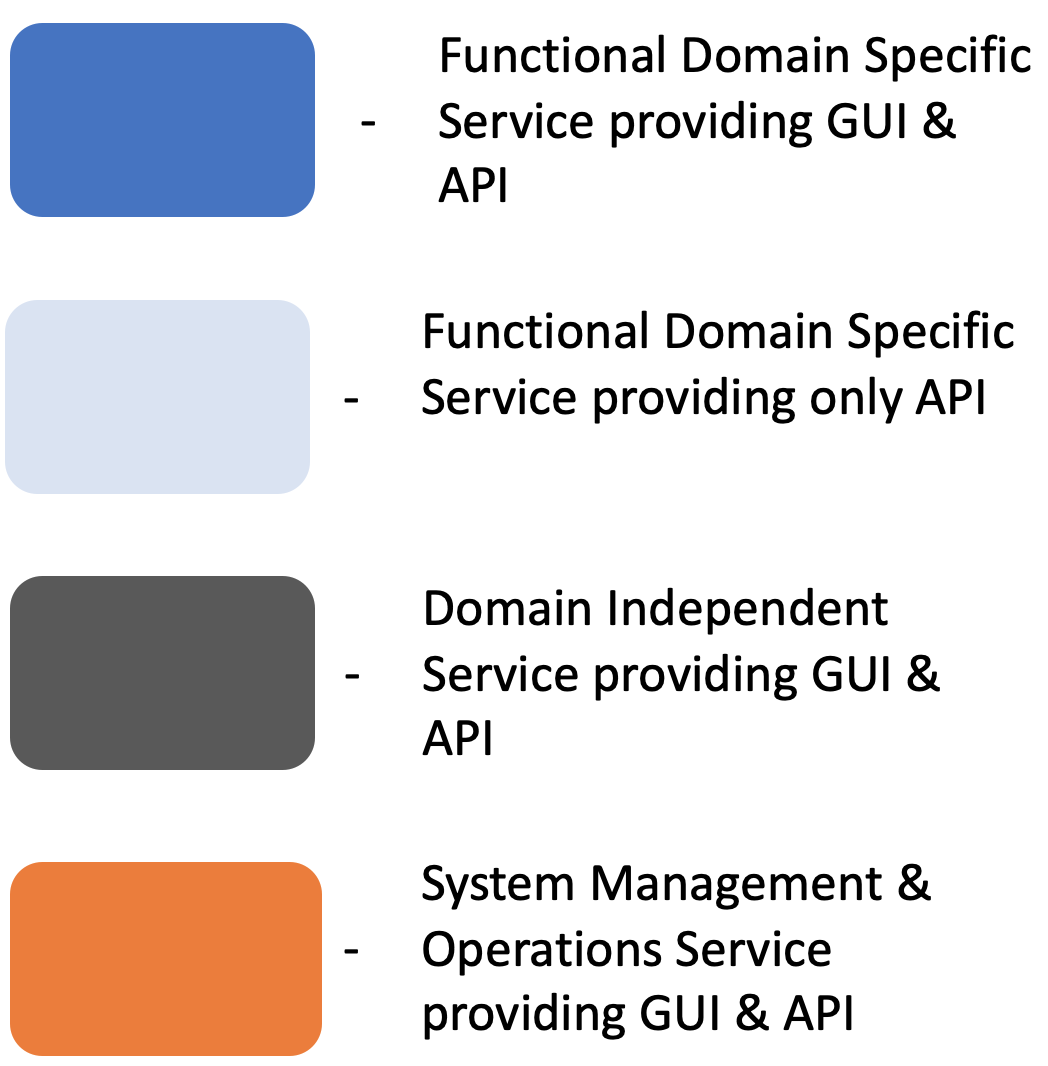 Functional Domain Specific
- Service providing GUI &
API
Functional Domain Specific
- Service providing only API
Domain Independent
- Service providing GUI &
API
System Management &
- Operations Service
providing GUI & API